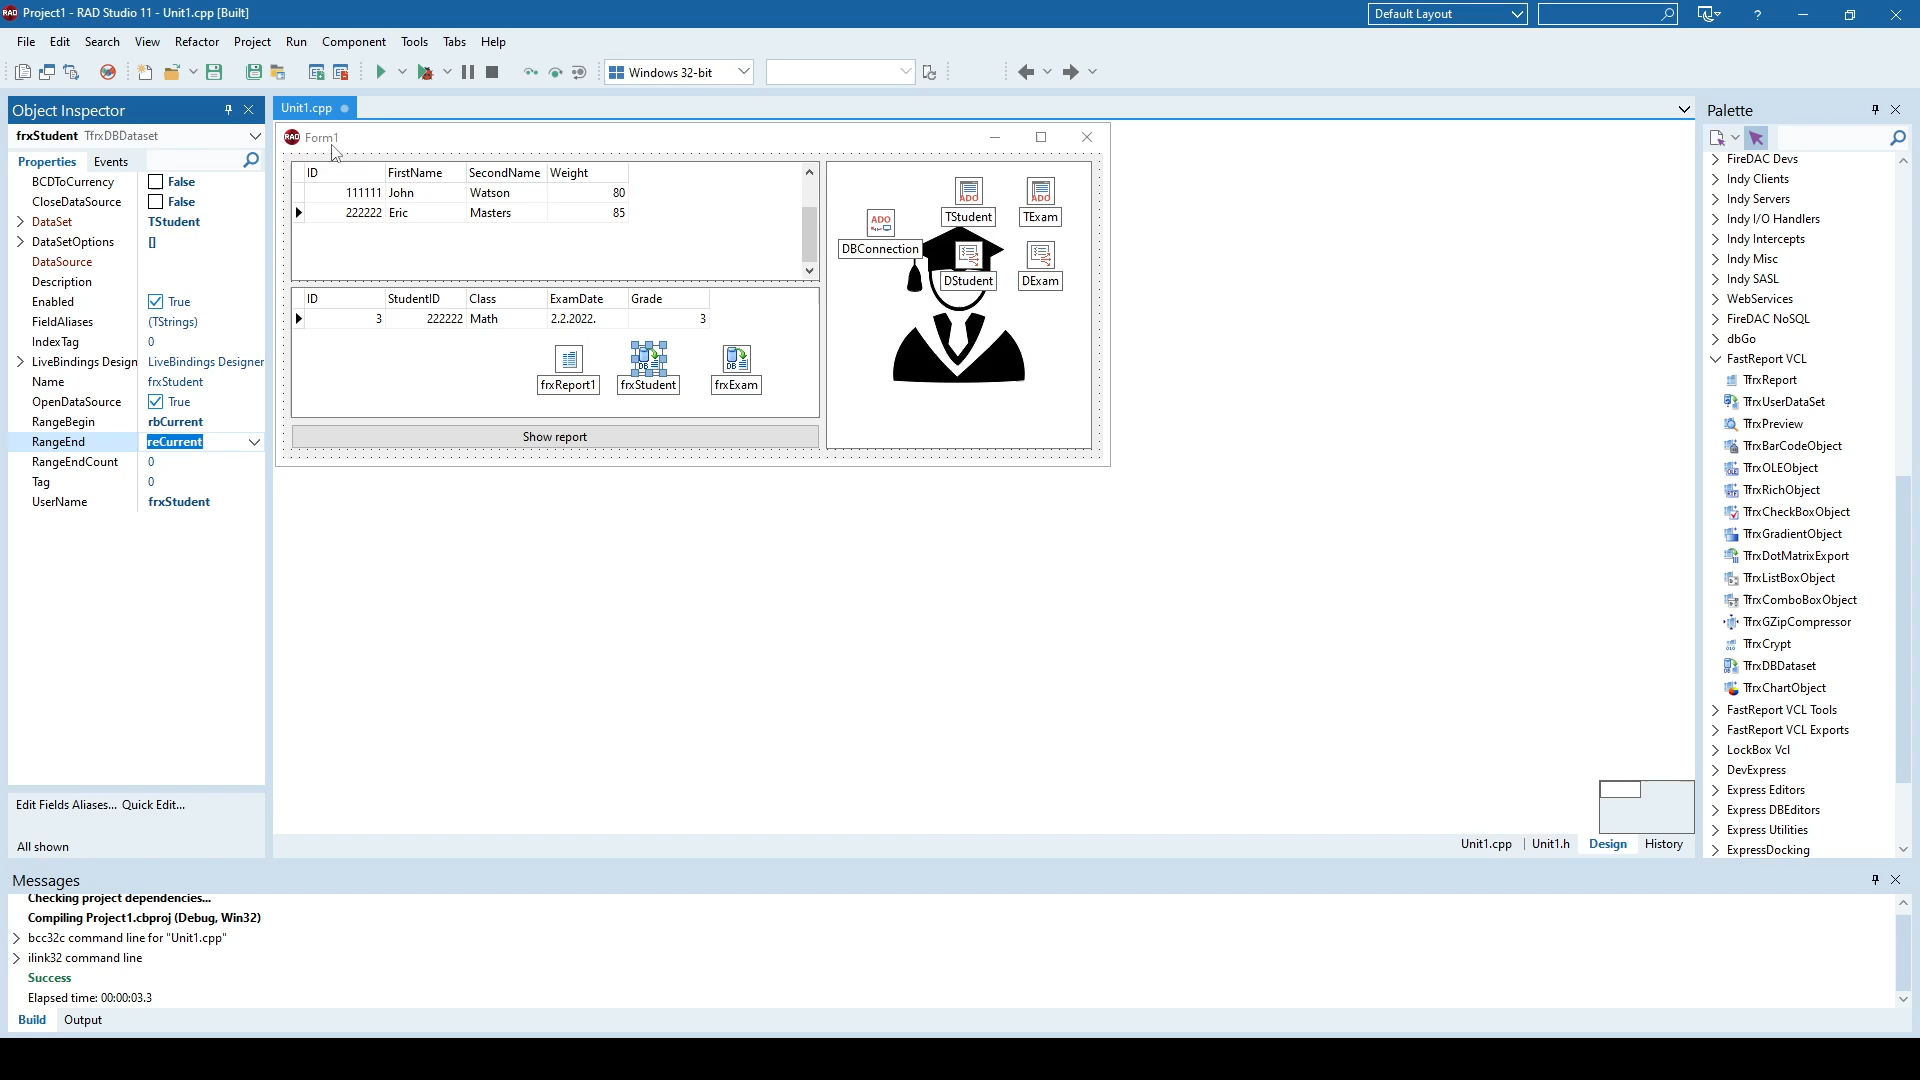 RAD Project1 - RAD Studio 11 - Unit1.cpp [Built]
Default Layout
File Edit Search View Refactor Project Run Component Tools Tabs Help
Windows 32-bit
Object Inspector
frxStudent TfrxDBDataset
Properties Events
BCDToCurrency False
CloseDataSource False
DataSet TStudent
DataSetOptions []
DataSource
Description
Enabled True
FieldAliases (TStrings)
IndexTag 0
LiveBindings Design LiveBindings Designer
Name frxStudent
OpenDataSource True
RangeBegin rbCurrent
RangeEnd reCurrent
RangeEndCount 0
Tag 0
UserName frxStudent
Edit Fields Aliases... Quick Edit...
All shown
Unit1.cpp
RAD Form1
ID FirstName SecondName Weight
111111 John Watson 80
222222 Eric Masters 85
ID StudentID Class ExamDate Grade
3 222222 Math 2.2.2022. 3
frxReport1 DB frxStudent DB frxExam
Show report
ADO DBConnection
ADO TStudent
ADO TExam
DStudent
DExam
Unit1.cpp Unit1.h Design History
Palette
FireDAC Devs
Indy Clients
Indy Servers
Indy I/O Handlers
Indy Intercepts
Indy Misc
Indy SASL
WebServices
FireDAC NoSQL
dbGo
FastReport VCL
TfrxReport
TfrxUserDataSet
TfrxPreview
TfrxBarCodeObject
TfrxOLEObject
TfrxRichObject
TfrxCheckBoxObject
TfrxGradientObject
TfrxDotMatrixExport
TfrxListBoxObject
TfrxComboBoxObject
TfrxGZipCompressor
TfrxCrypt
TfrxDBDataset
TfrxChartObject
FastReport VCL Tools
FastReport VCL Exports
LockBox Vcl
DevExpress
Express Editors
Express DBEditors
Express Utilities
ExpressDocking
Messages
Checking project dependencies...
Compiling Project1.cbproj (Debug, Win32)
bcc32c command line for "Unit1.cpp"
ilink32 command line
Success
Elapsed time: 00:00:03.3
Build Output